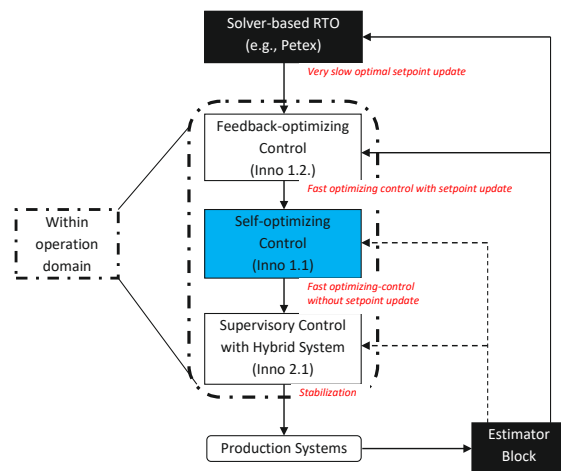 Solver-based RTO
(e.g., Petex)
Very slow optimal setpoint update
Feedback-optimizing
Control
(Inno 1.2.)
Fast optimizing control with setpoint update
Within
operation
domain
Self-optimizing
Control
(Inno 1.1)
Fast optimizing-control
without setpoint update
Supervisory Control
with Hybrid System
(Inno 2.1)
Stabilization
Production Systems
Estimator
Block